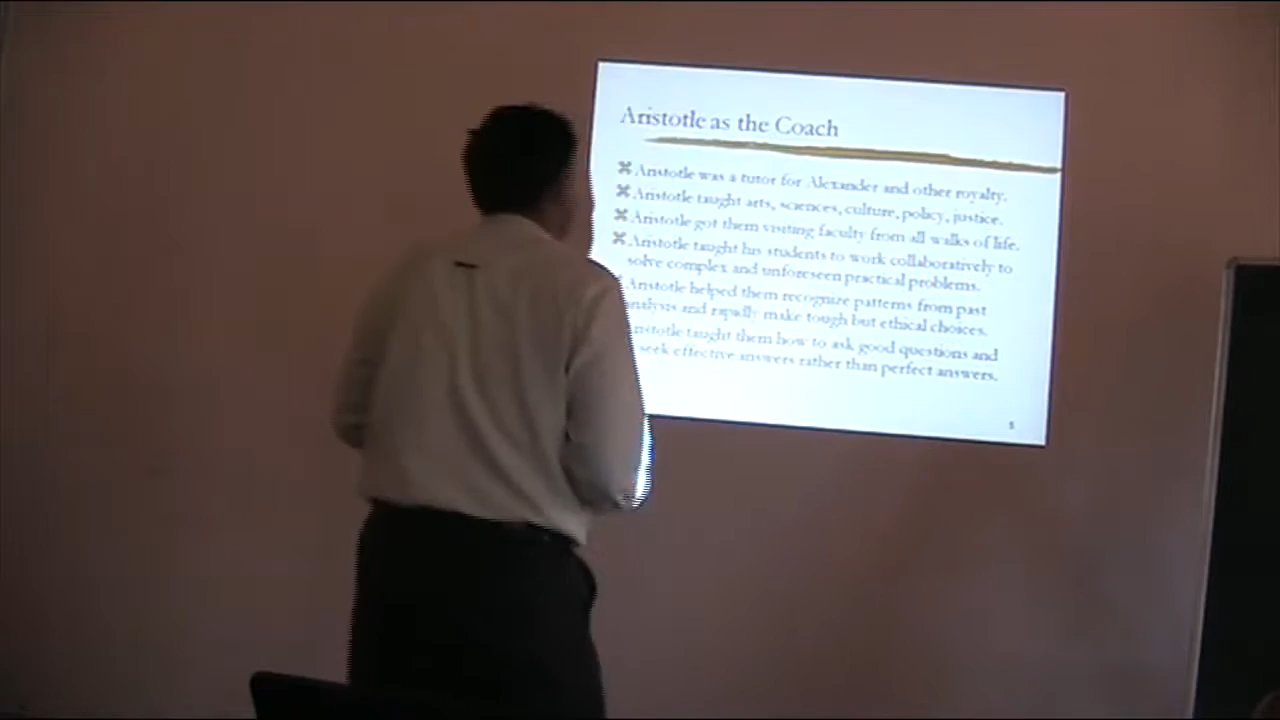 Aristotle as the Coach
Aristotle was a tutor for Alexander and other royalty.
Aristotle taught arts, sciences, culture, policy, justice.
Aristotle got them visiting faculty from all walks of life.
Aristotle taught his students to work collaboratively to
solve complex and unforeseen practical problems.
Aristotle helped them recognize patterns from past
analysis and rapidly make tough but ethical choices.
Aristotle taught them how to ask good questions and
seek effective answers rather than perfect answers.
5